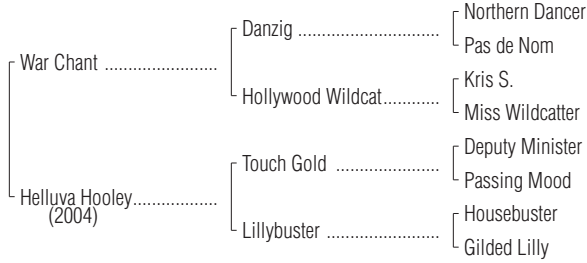 Northern Dancer
Danzig ..................................
Pas de Nom
War Chant ...........................
Kris S.
Hollywood Wildcat.............
Miss Wildcatter
Deputy Minister
Touch Gold .........................
Passing Mood
Helluva Hooley....................
(2004)
Housebuster
Lillybuster ...........................
Gilded Lilly